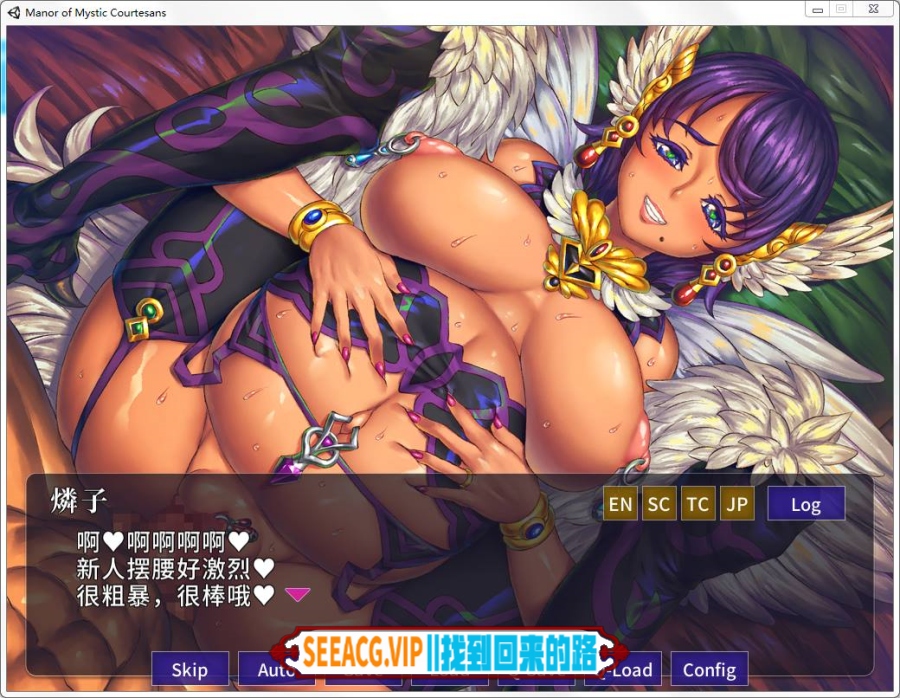 Manor of Mystic Courtesans
燐子
EN SC TC JP Log
啊♥啊啊啊啊♥
新人摆腰好激烈♥
很粗暴，很棒哦♥
SEEACG.VIP||找到回来的路
Skip Auto Load Config